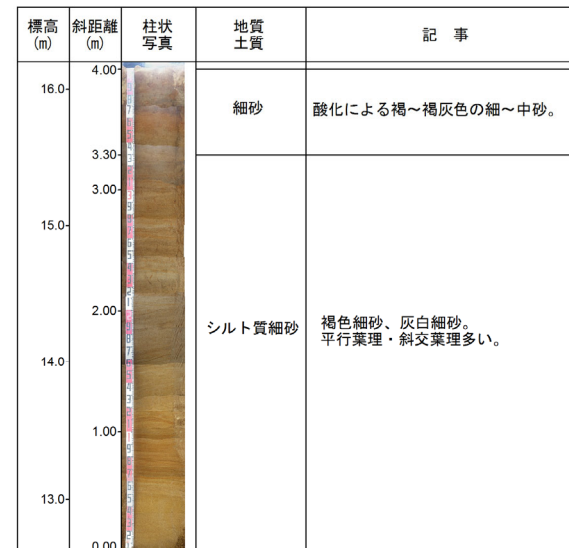 標高
(m)
斜距離
(m)
柱状
写真
地質
土質
記 事
4.00
16.0
細砂
酸化による褐~褐灰色の細~中砂。
3.30
3.00
15.0
2.00
シルト質細砂
褐色細砂、灰白細砂。
平行葉理・斜交葉理多い。
14.0
1.00
13.0
0.00